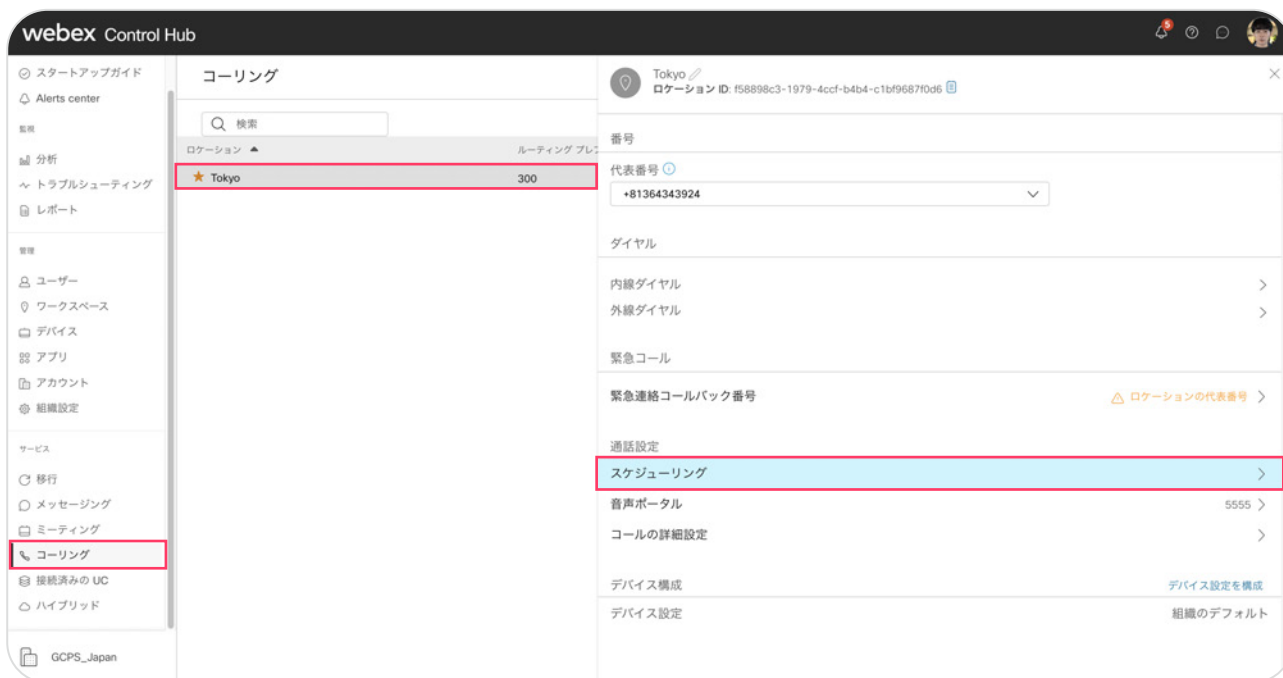 webex Control Hub
5
スタートアップガイド
Alerts center
監視
分析
トラブルシューティング
レポート
管理
ユーザー
ワークスペース
デバイス
アプリ
アカウント
組織設定
サービス
移行
メッセージング
ミーティング
コーリング
接続済みの UC
ハイブリッド
GCPS_Japan
コーリング
検索
ロケーション ルーティング プレフ
Tokyo 300
Tokyo
ロケーション ID: f58898c3-1979-4ccf-b4b4-c1bf9687f0d6
番号
代表番号
+81364343924
ダイヤル
内線ダイヤル
外線ダイヤル
緊急コール
緊急連絡コールバック番号 ロケーションの代表番号
通話設定
スケジューリング
音声ポータル 5555
コールの詳細設定
デバイス構成 デバイス設定を構成
デバイス設定 組織のデフォルト